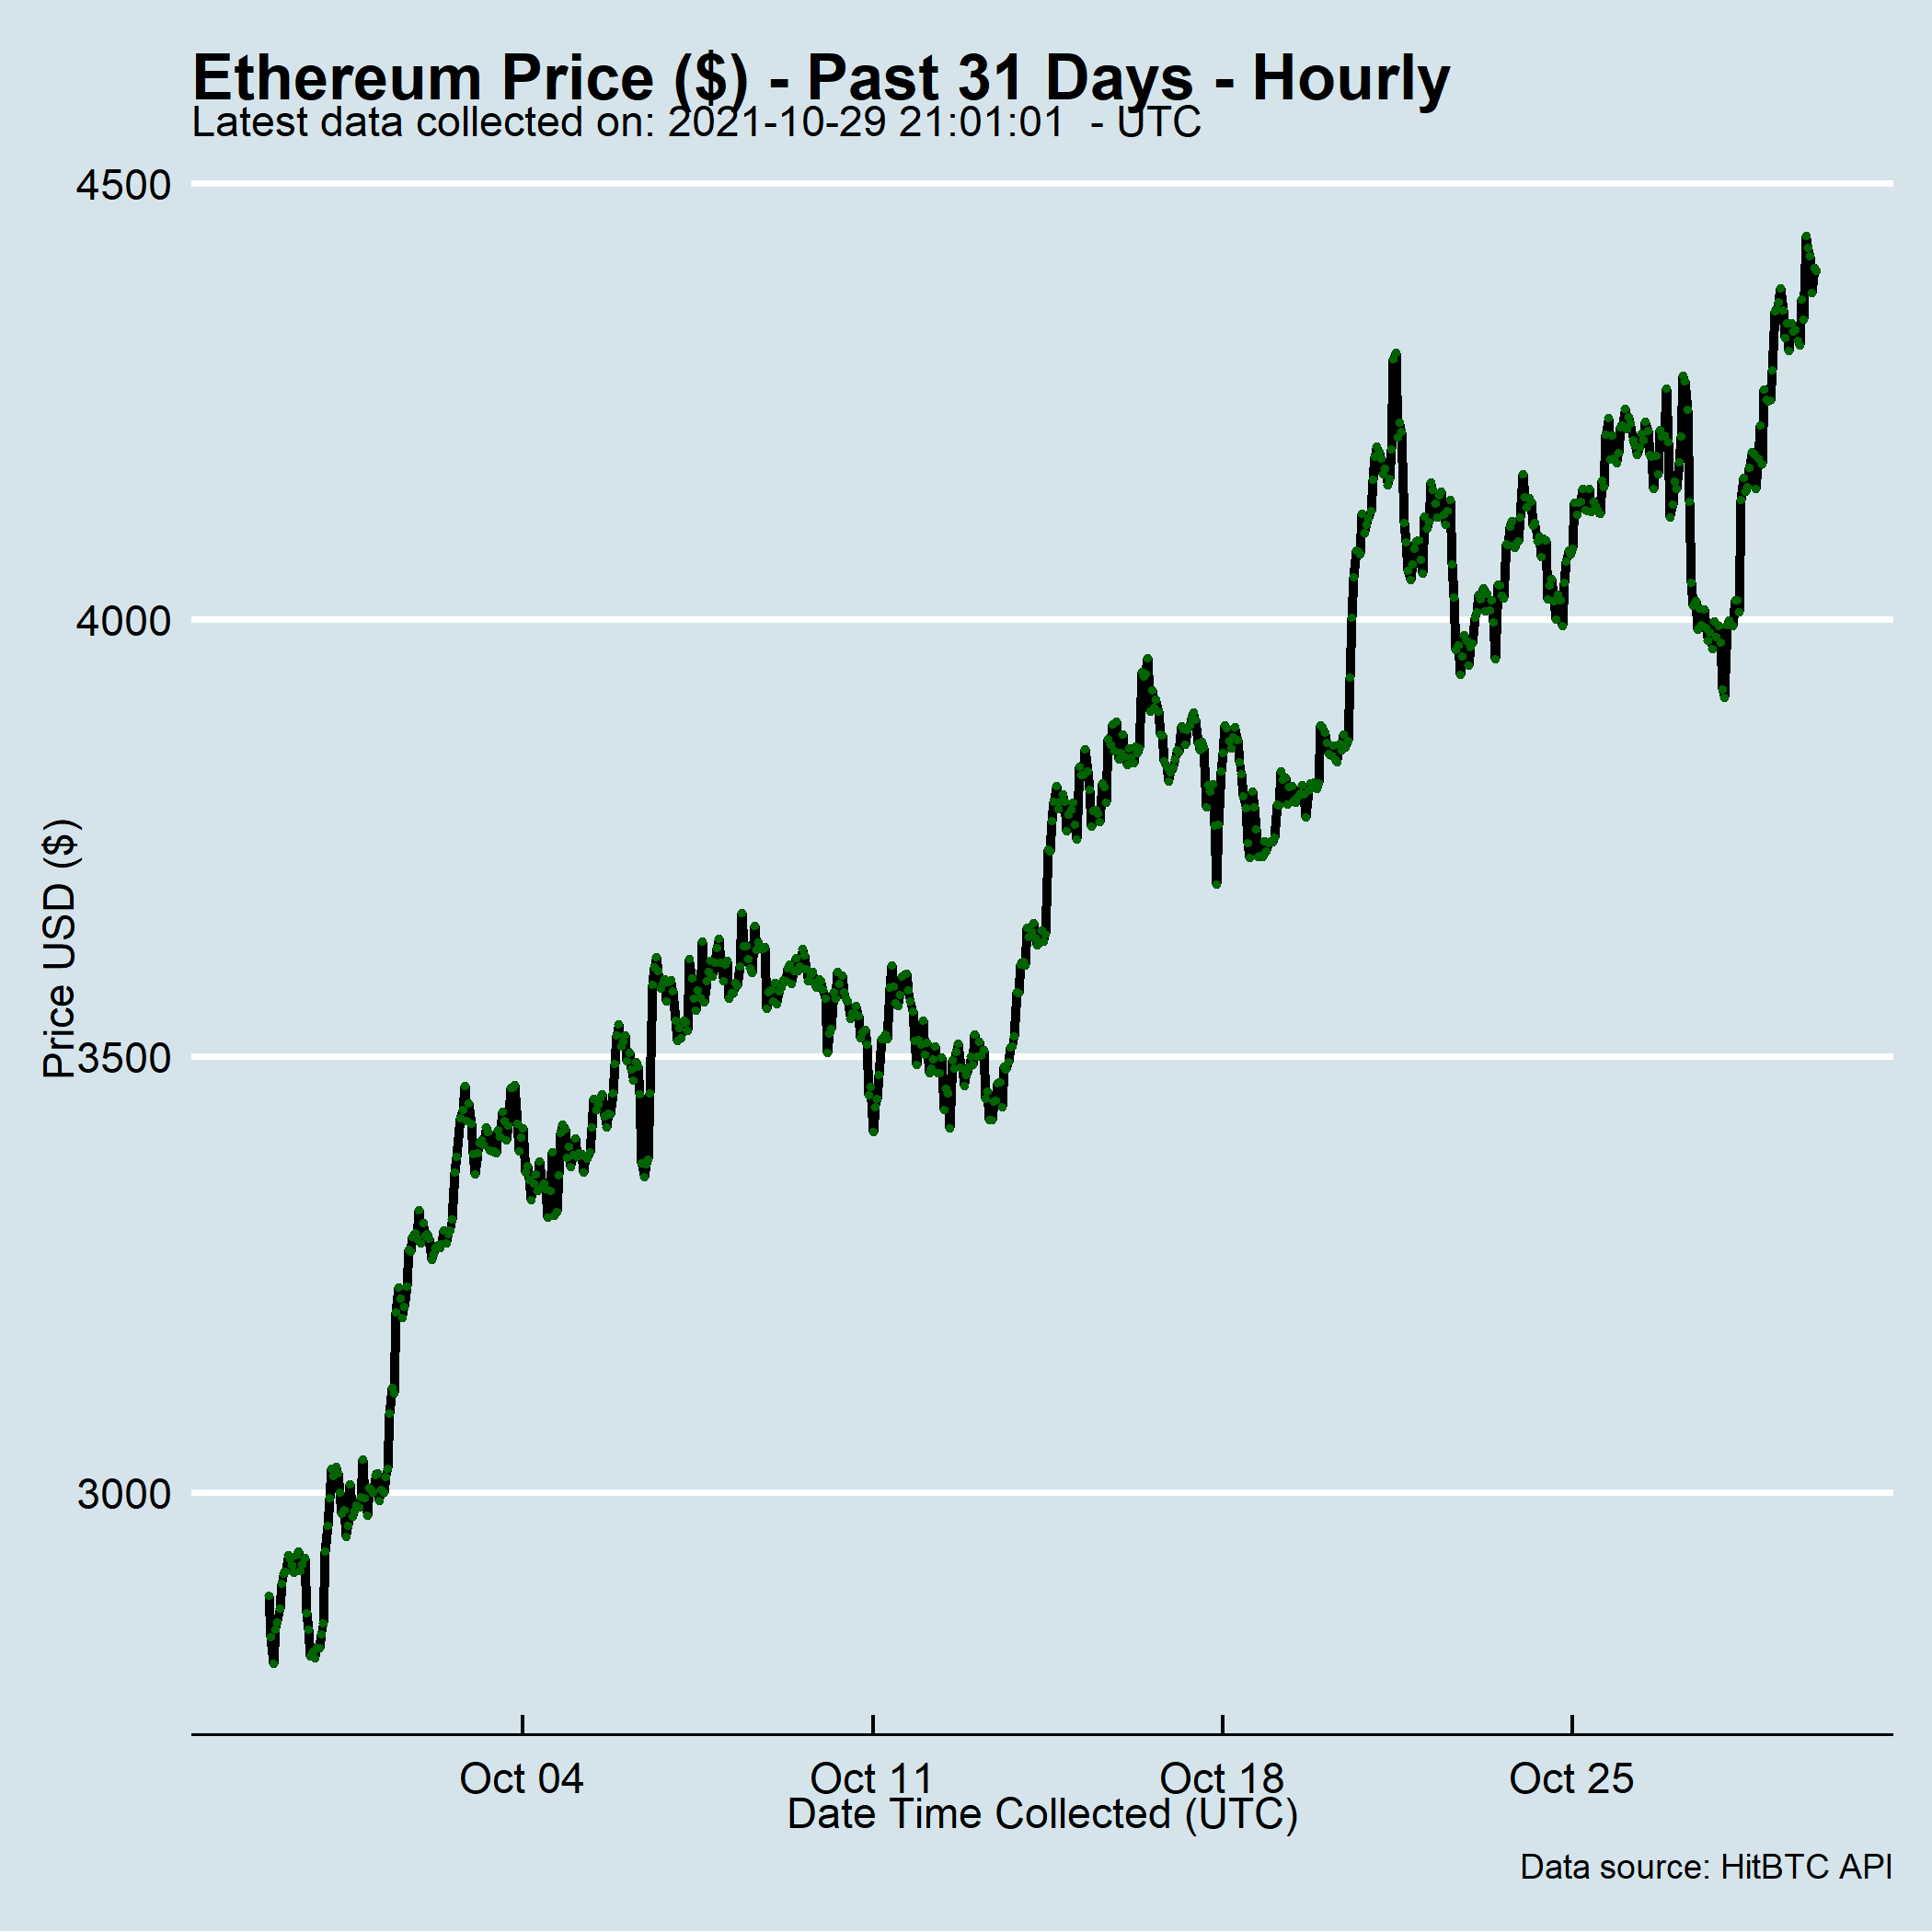 Ethereum Price ($) - Past 31 Days - Hourly
Latest data collected on: 2021-10-29 21:01:01  - UTC
4500
4000
3500
3000
Price USD ($)
Oct 04
Oct 11
Oct 18
Oct 25
Date Time Collected (UTC)
Data source: HitBTC API